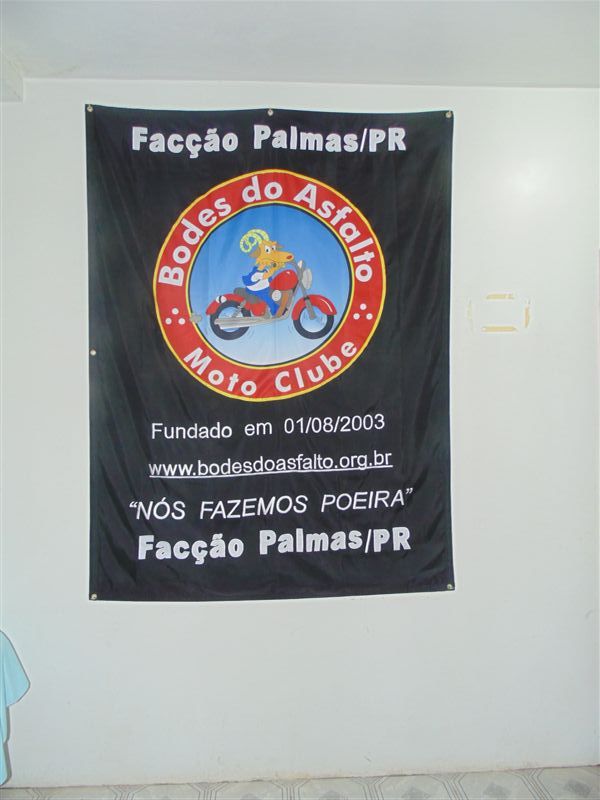 Facção Palmas/PR
Bodes do Asfalto
Moto Clube
Fundado em 01/08/2003
www.bodesdoasfalto.org.br
“NÓS FAZEMOS POEIRA”
Facção Palmas/PR